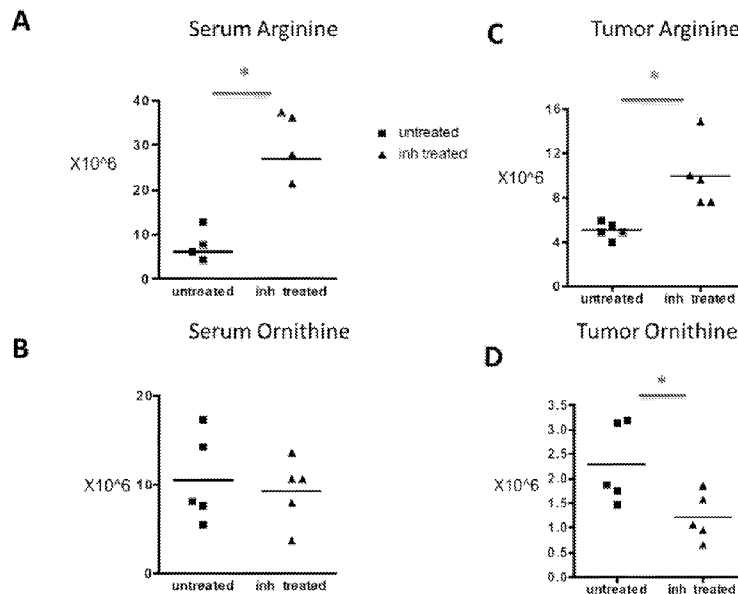 A
Serum Arginine
*
40
30
20
10
0
X10^6
untreated
inh treated
untreated
inh treated
C
Tumor Arginine
*
16
12
8
4
0
X10^6
untreated
inh treated
B
Serum Ornithine
20
10
0
X10^6
untreated
inh treated
D
Tumor Ornithine
*
3.5
3.0
2.5
2.0
1.5
1.0
0.5
0.0
X10^6
untreated
inh treated